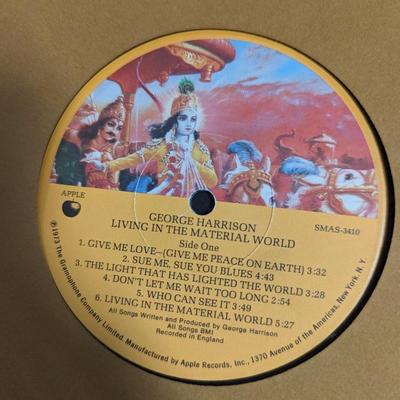 APPLE
SMAS-3410
GEORGE HARRISON
LIVING IN THE MATERIAL WORLD
Side One
1. GIVE ME LOVE—(GIVE ME PEACE ON EARTH) 3:32
2. SUE ME, SUE YOU BLUES 4:43
3. THE LIGHT THAT HAS LIGHTED THE WORLD 3:28
4. DON'T LET ME WAIT TOO LONG 2:54
5. WHO CAN SEE IT 3:49
6. LIVING IN THE MATERIAL WORLD 5:27
All Songs Written and Produced by George Harrison
All Songs BMI
Recorded in England
℗1973 The Gramophone Company Limited. Manufactured by Apple Records, Inc., 1370 Avenue of the Americas, New York, N.Y.